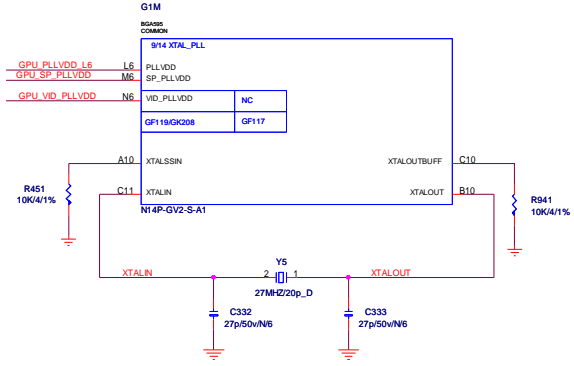 G1M
BGA595
COMMON
9/14 XTAL_PLL
GPU_PLLVDD_L6 L6 PLLVDD
GPU_SP_PLLVDD M6 SP_PLLVDD
GPU_VID_PLLVDD N6 VID_PLLVDD NC
GF119/GK208 GF117
A10 XTALSSIN XTALOUTBUFF C10
C11 XTALIN XTALOUT B10
R451
10K/4/1%
R941
10K/4/1%
N14P-GV2-S-A1
Y5
XTALIN 2 1 XTALOUT
27MHZ/20p_D
C332
27p/50v/N/6
C333
27p/50v/N/6